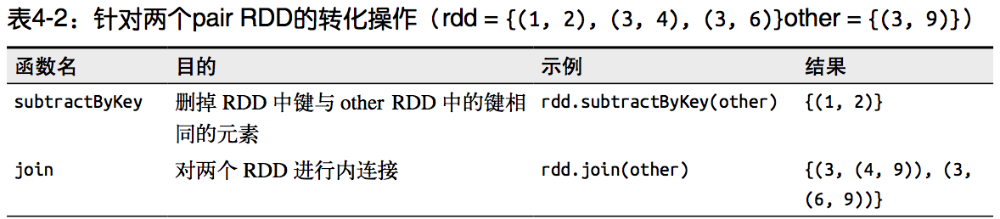 表4-2：针对两个pair RDD的转化操作（rdd = {(1, 2), (3, 4), (3, 6)}other = {(3, 9)}）
函数名 目的 示例 结果
subtractByKey 删掉 RDD 中键与 other RDD 中的键相 rdd.subtractByKey(other) {(1, 2)}
同的元素
join 对两个 RDD 进行内连接 rdd.join(other) {(3, (4, 9)), (3,
(6, 9))}